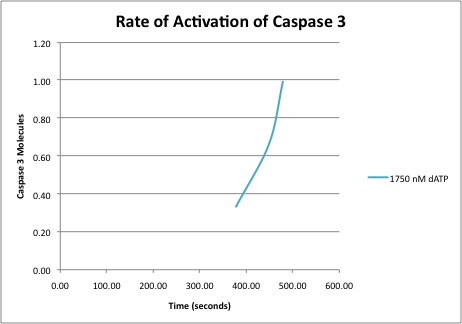 Rate of Activation of Caspase 3
1.20
1.00
0.80
0.60
0.40
0.20
0.00
Caspase 3 Molecules
0.00 100.00 200.00 300.00 400.00 500.00 600.00
Time (seconds)
1750 nM dATP